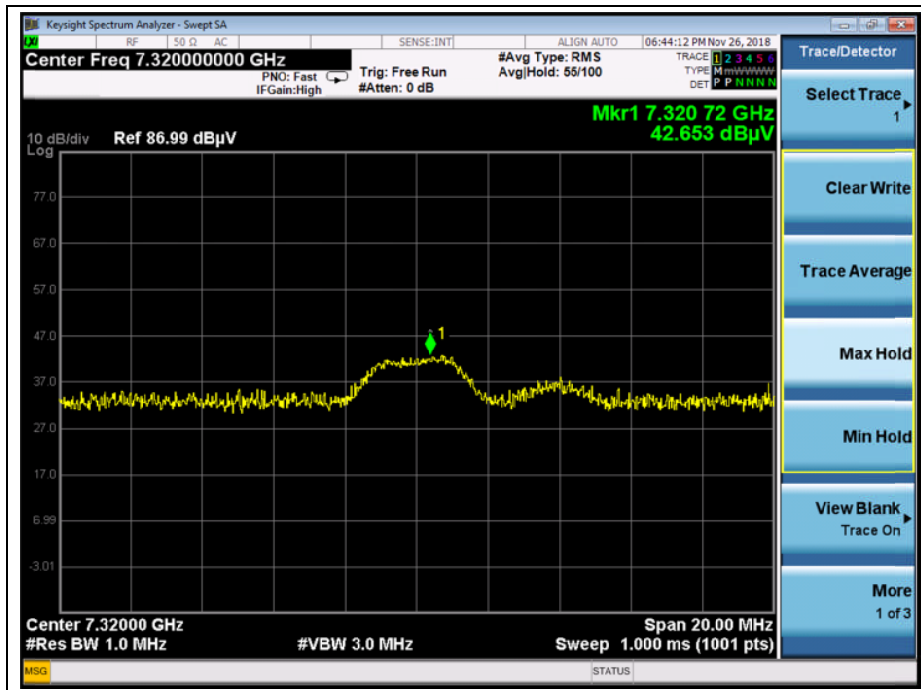 Keysight Spectrum Analyzer - Swept SA
LXI RF 50 Ω AC SENSE:INT ALIGN AUTO 06:44:12 PM Nov 26, 2018
Center Freq 7.320000000 GHz
PNO: Fast
IFGain:High
Trig: Free Run
#Atten: 0 dB
#Avg Type: RMS
Avg|Hold: 55/100
TRACE 1 2 3 4 5 6
TYPE M m W W W W
DET P P N N N N
Mkr1 7.320 72 GHz
42.653 dBµV
10 dB/div Ref 86.99 dBµV
Log
77.0
67.0
57.0
47.0
1
37.0
27.0
17.0
6.99
-3.01
Center 7.32000 GHz Span 20.00 MHz
#Res BW 1.0 MHz #VBW 3.0 MHz Sweep 1.000 ms (1001 pts)
MSG STATUS
Trace/Detector
Select Trace
1
Clear Write
Trace Average
Max Hold
Min Hold
View Blank
Trace On
More
1 of 3